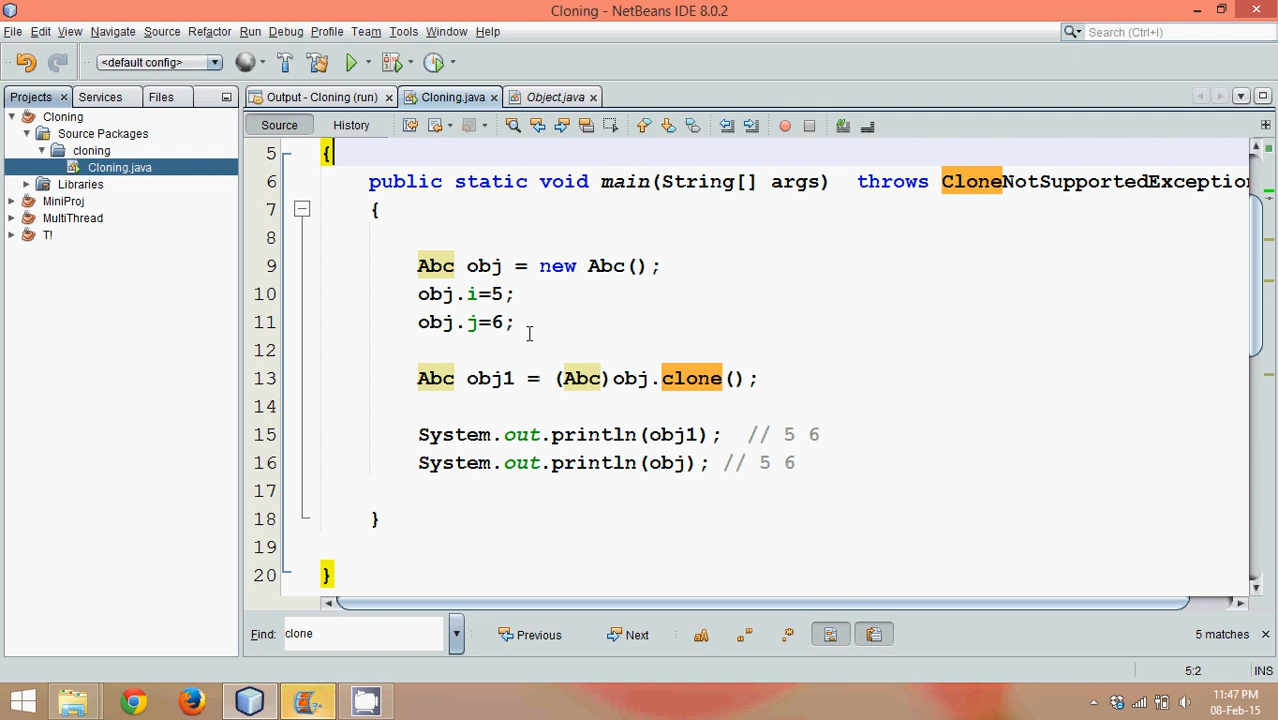 Cloning - NetBeans IDE 8.0.2
File Edit View Navigate Source Refactor Run Debug Profile Team Tools Window Help
Search (Ctrl+I)
<default config>
Projects Services Files
Output - Cloning (run) Cloning.java Object.java
Source History
Cloning
Source Packages
cloning
Cloning.java
Libraries
MiniProj
MultiThread
T!
5 {
6 public static void main(String[] args) throws CloneNotSupportedException
7 {
8
9 Abc obj = new Abc();
10 obj.i=5;
11 obj.j=6;
12
13 Abc obj1 = (Abc)obj.clone();
14
15 System.out.println(obj1); // 5 6
16 System.out.println(obj); // 5 6
17
18 }
19
20 }
Find: clone Previous Next 5 matches
5:2 INS
11:47 PM
08-Feb-15